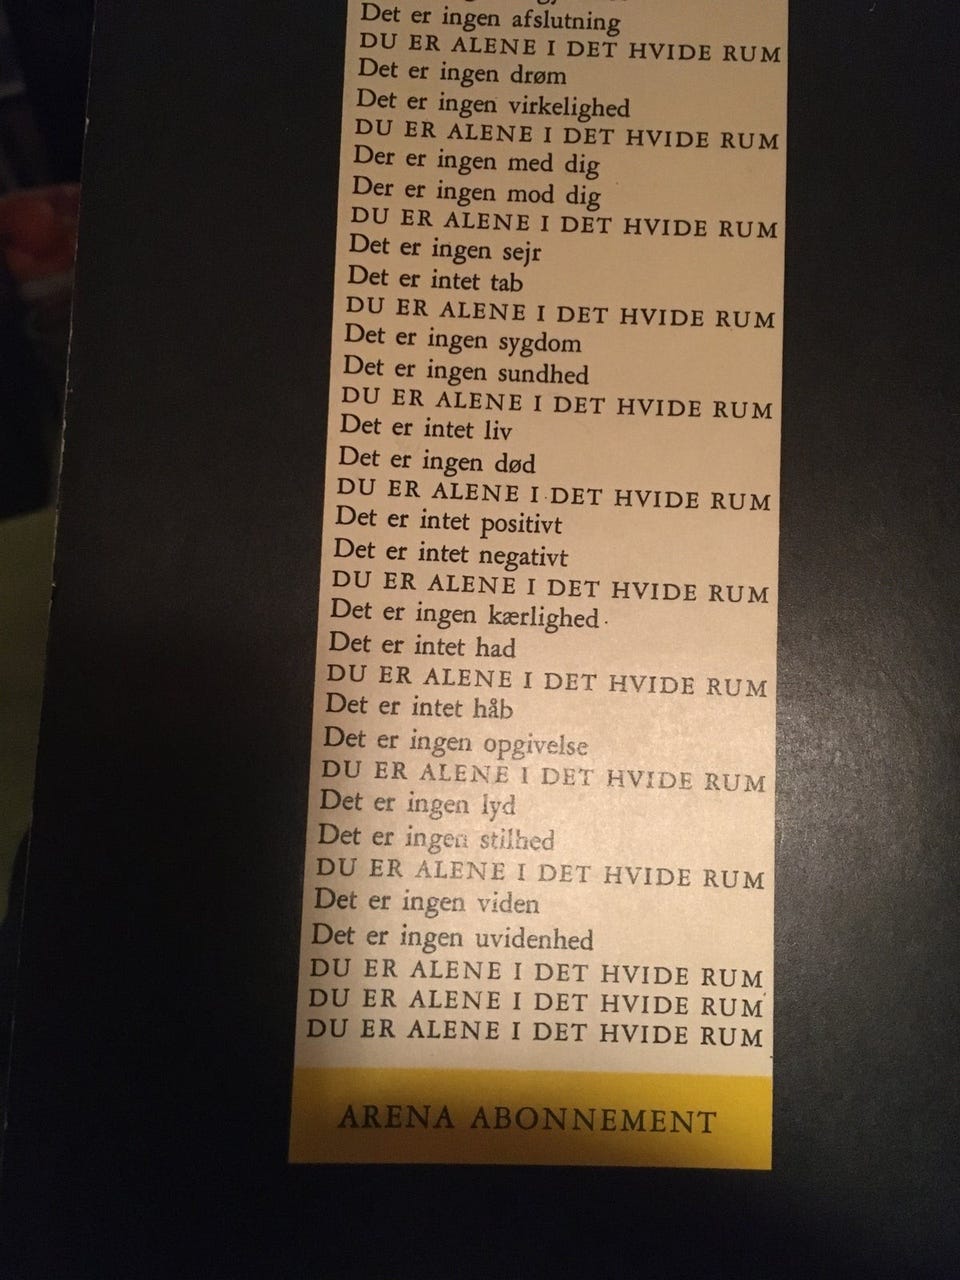 Det er ingen afslutning
DU ER ALENE I DET HVIDE RUM
Det er ingen drøm
Det er ingen virkelighed
DU ER ALENE I DET HVIDE RUM
Der er ingen med dig
Der er ingen mod dig
DU ER ALENE I DET HVIDE RUM
Det er ingen sejr
Det er intet tab
DU ER ALENE I DET HVIDE RUM
Det er ingen sygdom
Det er ingen sundhed
DU ER ALENE I DET HVIDE RUM
Det er intet liv
Det er ingen død
DU ER ALENE I DET HVIDE RUM
Det er intet positivt
Det er intet negativt
DU ER ALENE I DET HVIDE RUM
Det er ingen kærlighed
Det er intet had
DU ER ALENE I DET HVIDE RUM
Det er intet håb
Det er ingen opgivelse
DU ER ALENE I DET HVIDE RUM
Det er ingen lyd
Det er ingen stilhed
DU ER ALENE I DET HVIDE RUM
Det er ingen viden
Det er ingen uvidenhed
DU ER ALENE I DET HVIDE RUM
DU ER ALENE I DET HVIDE RUM
DU ER ALENE I DET HVIDE RUM
ARENA ABONNEMENT